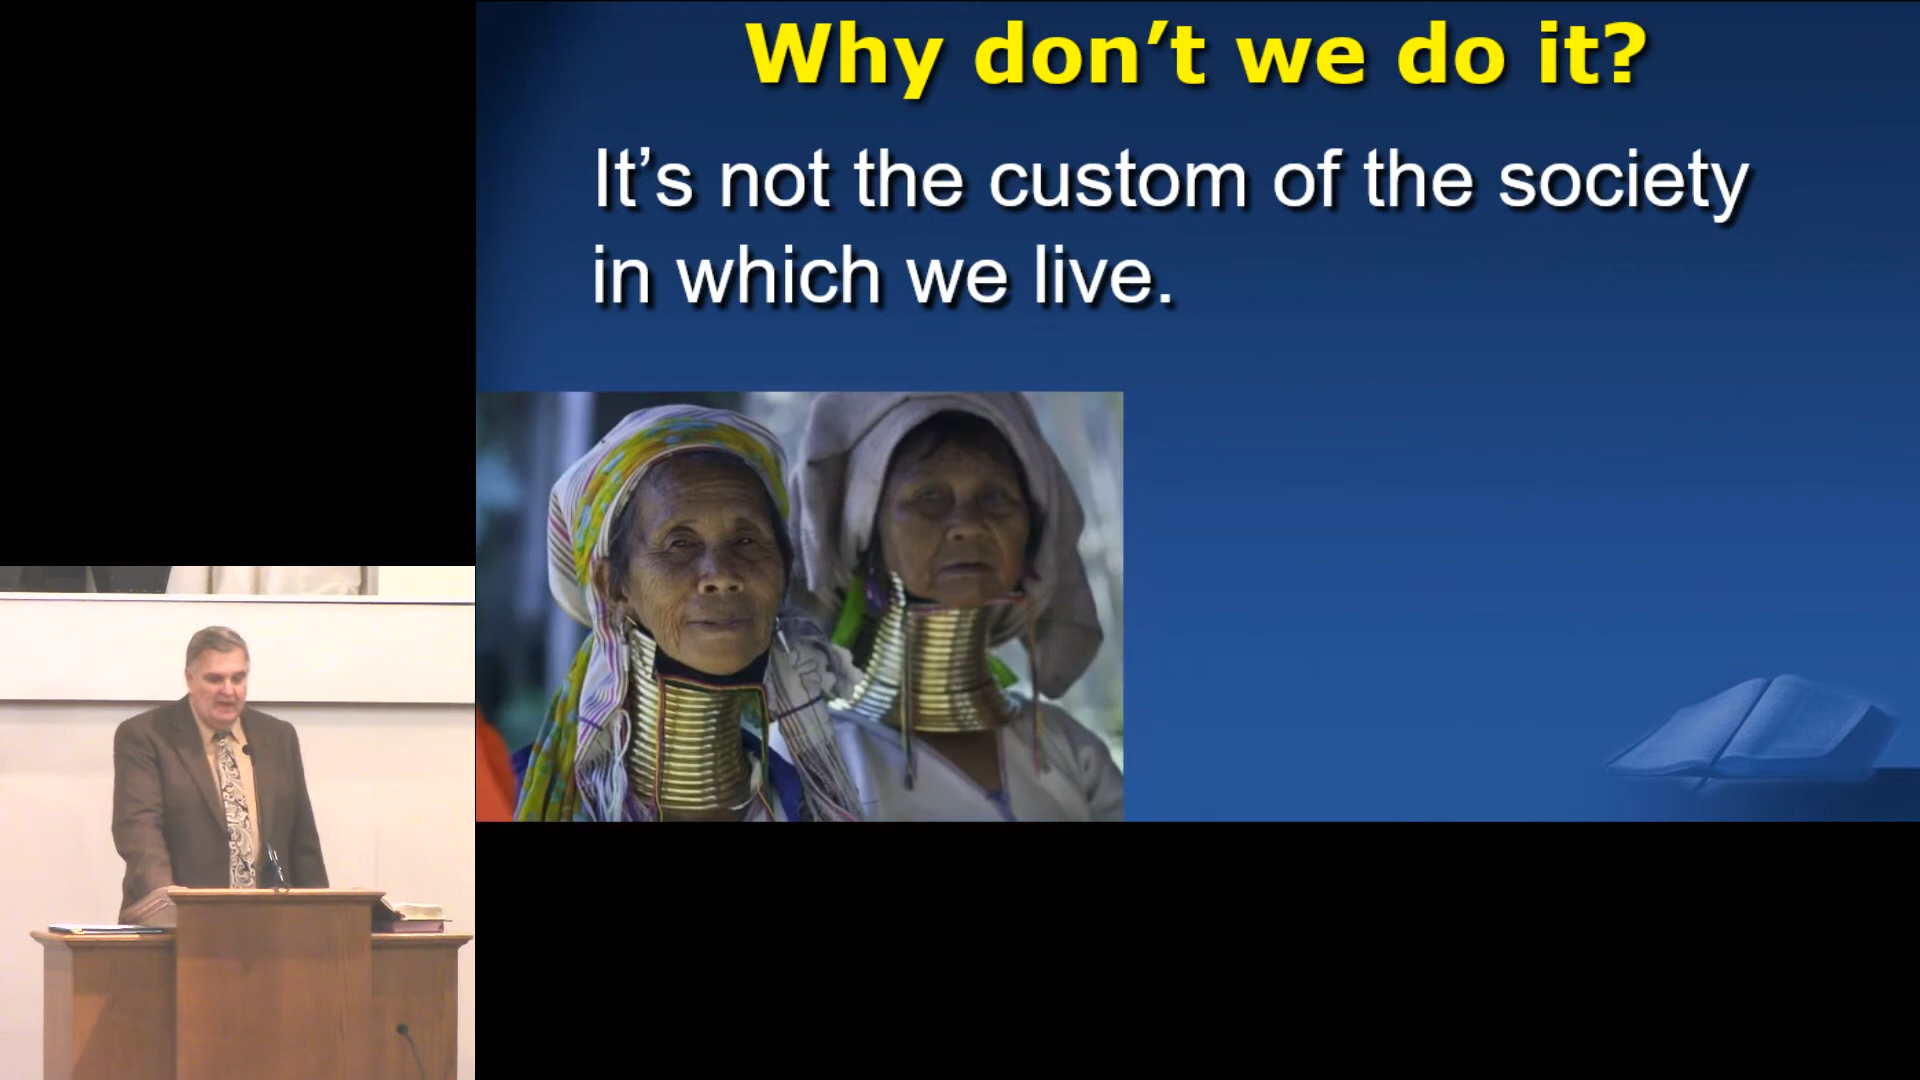 Why don’t we do it?
It’s not the custom of the society
in which we live.